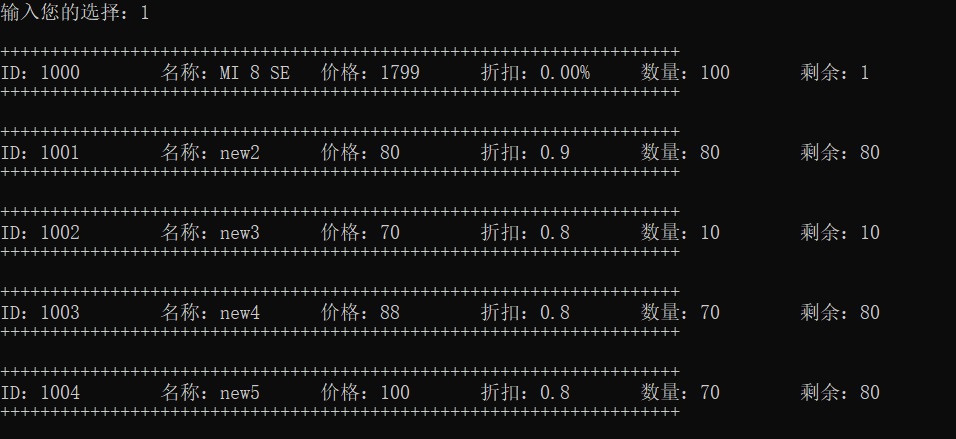 输入您的选择：1
++++++++++++++++++++++++++++++++++++++++++++++++++++++++++++++++++++
ID：1000 名称：MI 8 SE 价格：1799 折扣：0.00% 数量：100 剩余：1
++++++++++++++++++++++++++++++++++++++++++++++++++++++++++++++++++++
++++++++++++++++++++++++++++++++++++++++++++++++++++++++++++++++++++
ID：1001 名称：new2 价格：80 折扣：0.9 数量：80 剩余：80
++++++++++++++++++++++++++++++++++++++++++++++++++++++++++++++++++++
++++++++++++++++++++++++++++++++++++++++++++++++++++++++++++++++++++
ID：1002 名称：new3 价格：70 折扣：0.8 数量：10 剩余：10
++++++++++++++++++++++++++++++++++++++++++++++++++++++++++++++++++++
++++++++++++++++++++++++++++++++++++++++++++++++++++++++++++++++++++
ID：1003 名称：new4 价格：88 折扣：0.8 数量：70 剩余：80
++++++++++++++++++++++++++++++++++++++++++++++++++++++++++++++++++++
++++++++++++++++++++++++++++++++++++++++++++++++++++++++++++++++++++
ID：1004 名称：new5 价格：100 折扣：0.8 数量：70 剩余：80
++++++++++++++++++++++++++++++++++++++++++++++++++++++++++++++++++++